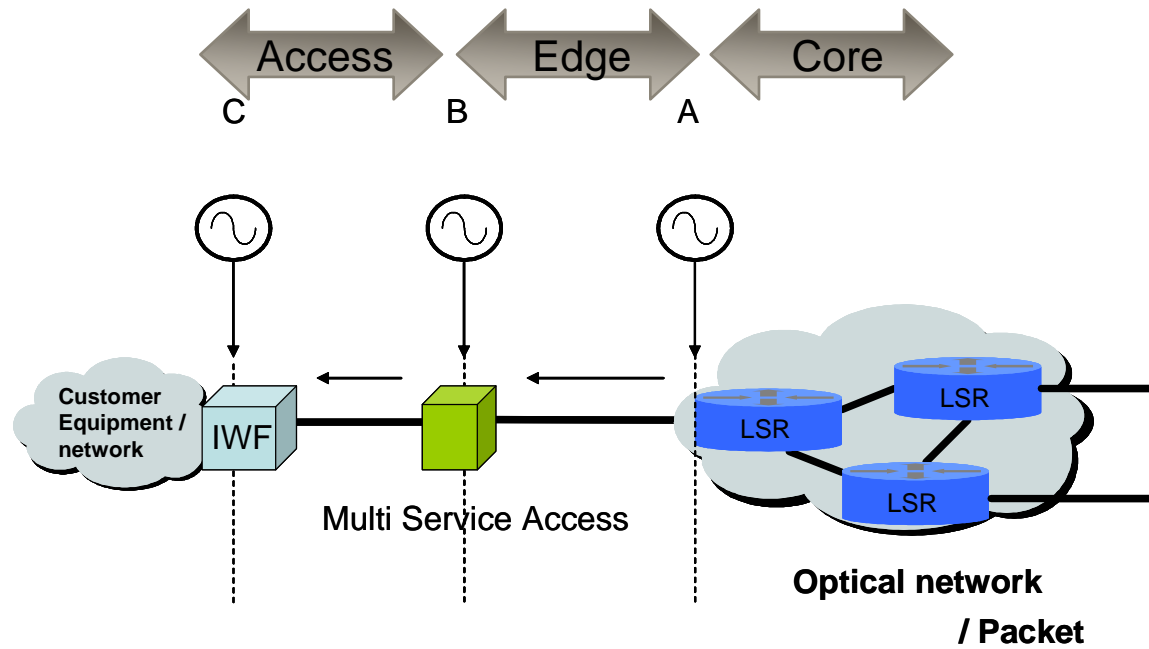 Access
Edge
Core
C
B
A
Customer
Equipment /
network
IWF
LSR
LSR
LSR
Multi Service Access
Optical network
/ Packet